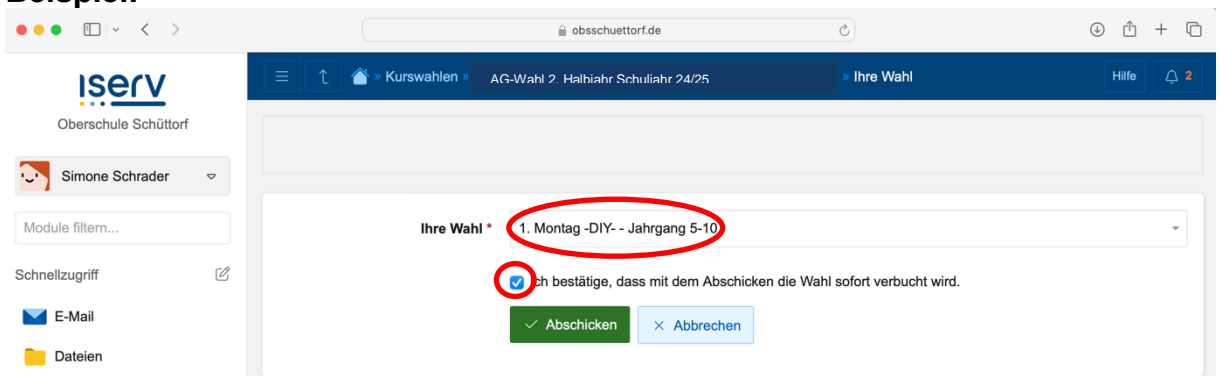 Beispiel:
obsschuettorf.de
Iserv
Oberschule Schüttorf
Simone Schrader
Module filtern...
Schnellzugriff
E-Mail
Dateien
» Kurswahlen » AG-Wahl 2. Halbjahr Schuljahr 24/25 » Ihre Wahl
Hilfe
2
Ihre Wahl * 1. Montag -DIY- - Jahrgang 5-10
Ich bestätige, dass mit dem Abschicken die Wahl sofort verbucht wird.
Abschicken
Abbrechen